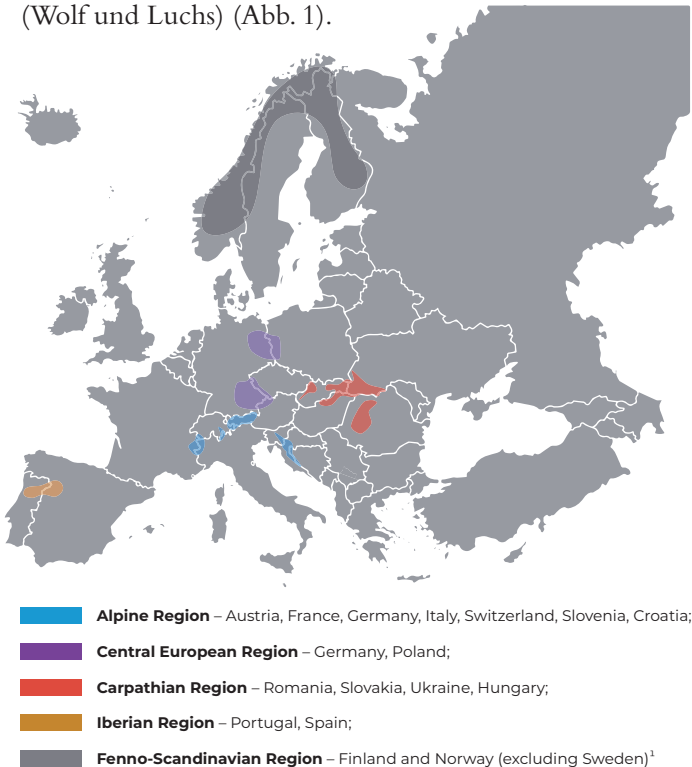 (Wolf und Luchs) (Abb. 1).
Alpine Region – Austria, France, Germany, Italy, Switzerland, Slovenia, Croatia;
Central European Region – Germany, Poland;
Carpathian Region – Romania, Slovakia, Ukraine, Hungary;
Iberian Region – Portugal, Spain;
Fenno-Scandinavian Region – Finland and Norway (excluding Sweden)¹